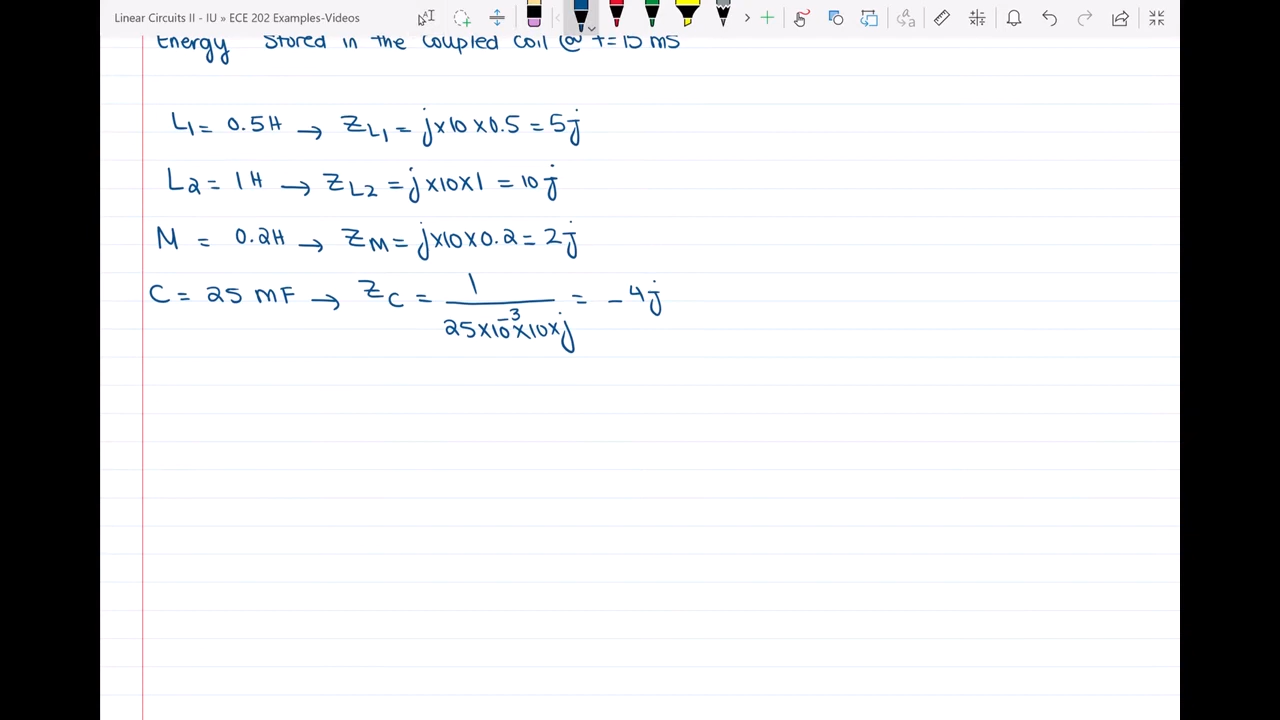 Linear Circuits II - IU » ECE 202 Examples-Videos
Energy Stored in the coupled coil @ t=15 ms
L1 = 0.5H → ZL1 = j×10×0.5 = 5j
L2 = 1H → ZL2 = j×10×1 = 10j
M = 0.2H → ZM = j×10×0.2 = 2j
C = 25 mF → ZC = 1 / 25×10⁻³×10×j = -4j